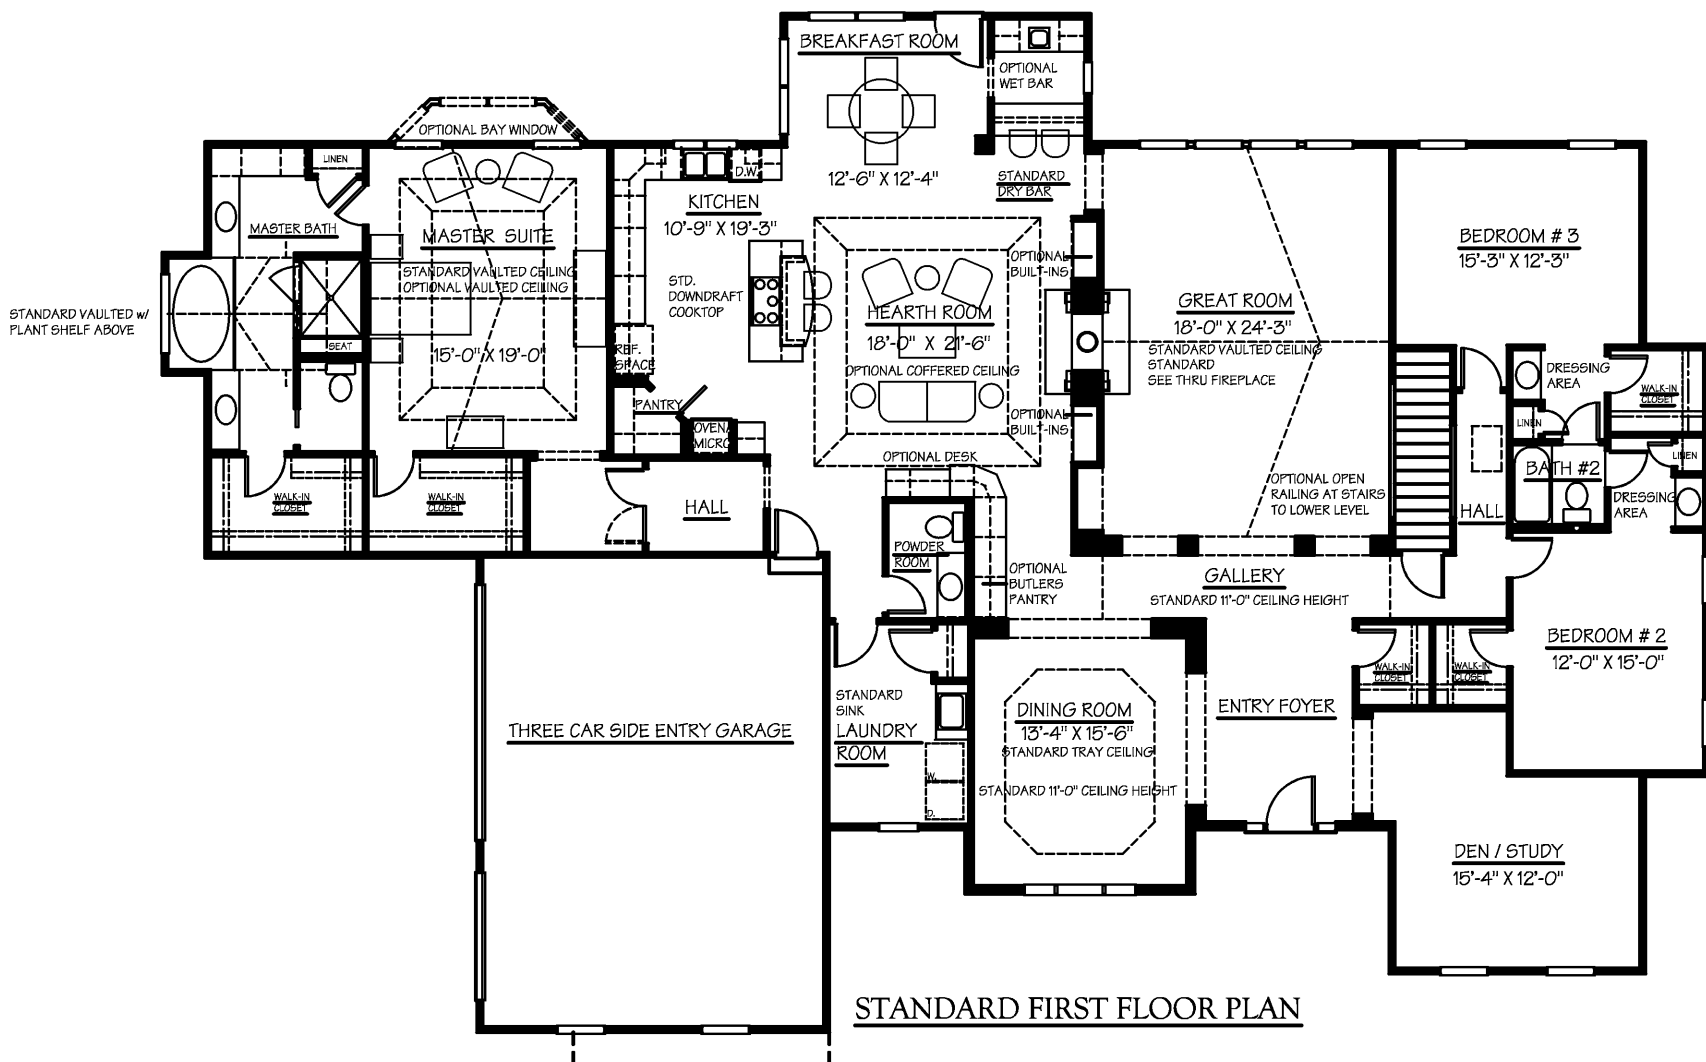 BREAKFAST ROOM
12'-6" X 12'-4"
OPTIONAL
WET BAR
STANDARD
DRY BAR
OPTIONAL BAY WINDOW
LINEN
MASTER BATH
MASTER SUITE
STANDARD VAULTED CEILING
OPTIONAL VAULTED CEILING
15'-0" X 19'-0"
STANDARD VAULTED w/
PLANT SHELF ABOVE
SEAT
D.W.
KITCHEN
10'-9" X 19'-3"
STD.
DOWNDRAFT
COOKTOP
REF.
SPACE
PANTRY
OVEN/
MICRO
HEARTH ROOM
18'-0" X 21'-6"
OPTIONAL COFFERED CEILING
OPTIONAL
BUILT-INS
OPTIONAL
BUILT-INS
OPTIONAL DESK
GREAT ROOM
18'-0" X 24'-3"
STANDARD VAULTED CEILING
STANDARD
SEE THRU FIREPLACE
OPTIONAL OPEN
RAILING AT STAIRS
TO LOWER LEVEL
BEDROOM # 3
15'-3" X 12'-3"
DRESSING
AREA
WALK-IN
CLOSET
LINEN
LINEN
BATH #2
DRESSING
AREA
HALL
WALK-IN
CLOSET
WALK-IN
CLOSET
HALL
POWDER
ROOM
OPTIONAL
BUTLERS
PANTRY
GALLERY
STANDARD 11'-0" CEILING HEIGHT
BEDROOM # 2
12'-0" X 15'-0"
WALK-IN
CLOSET
WALK-IN
CLOSET
ENTRY FOYER
DINING ROOM
13'-4" X 15'-6"
STANDARD TRAY CEILING
STANDARD 11'-0" CEILING HEIGHT
STANDARD
SINK
LAUNDRY
ROOM
W.
D.
THREE CAR SIDE ENTRY GARAGE
DEN / STUDY
15'-4" X 12'-0"
STANDARD FIRST FLOOR PLAN